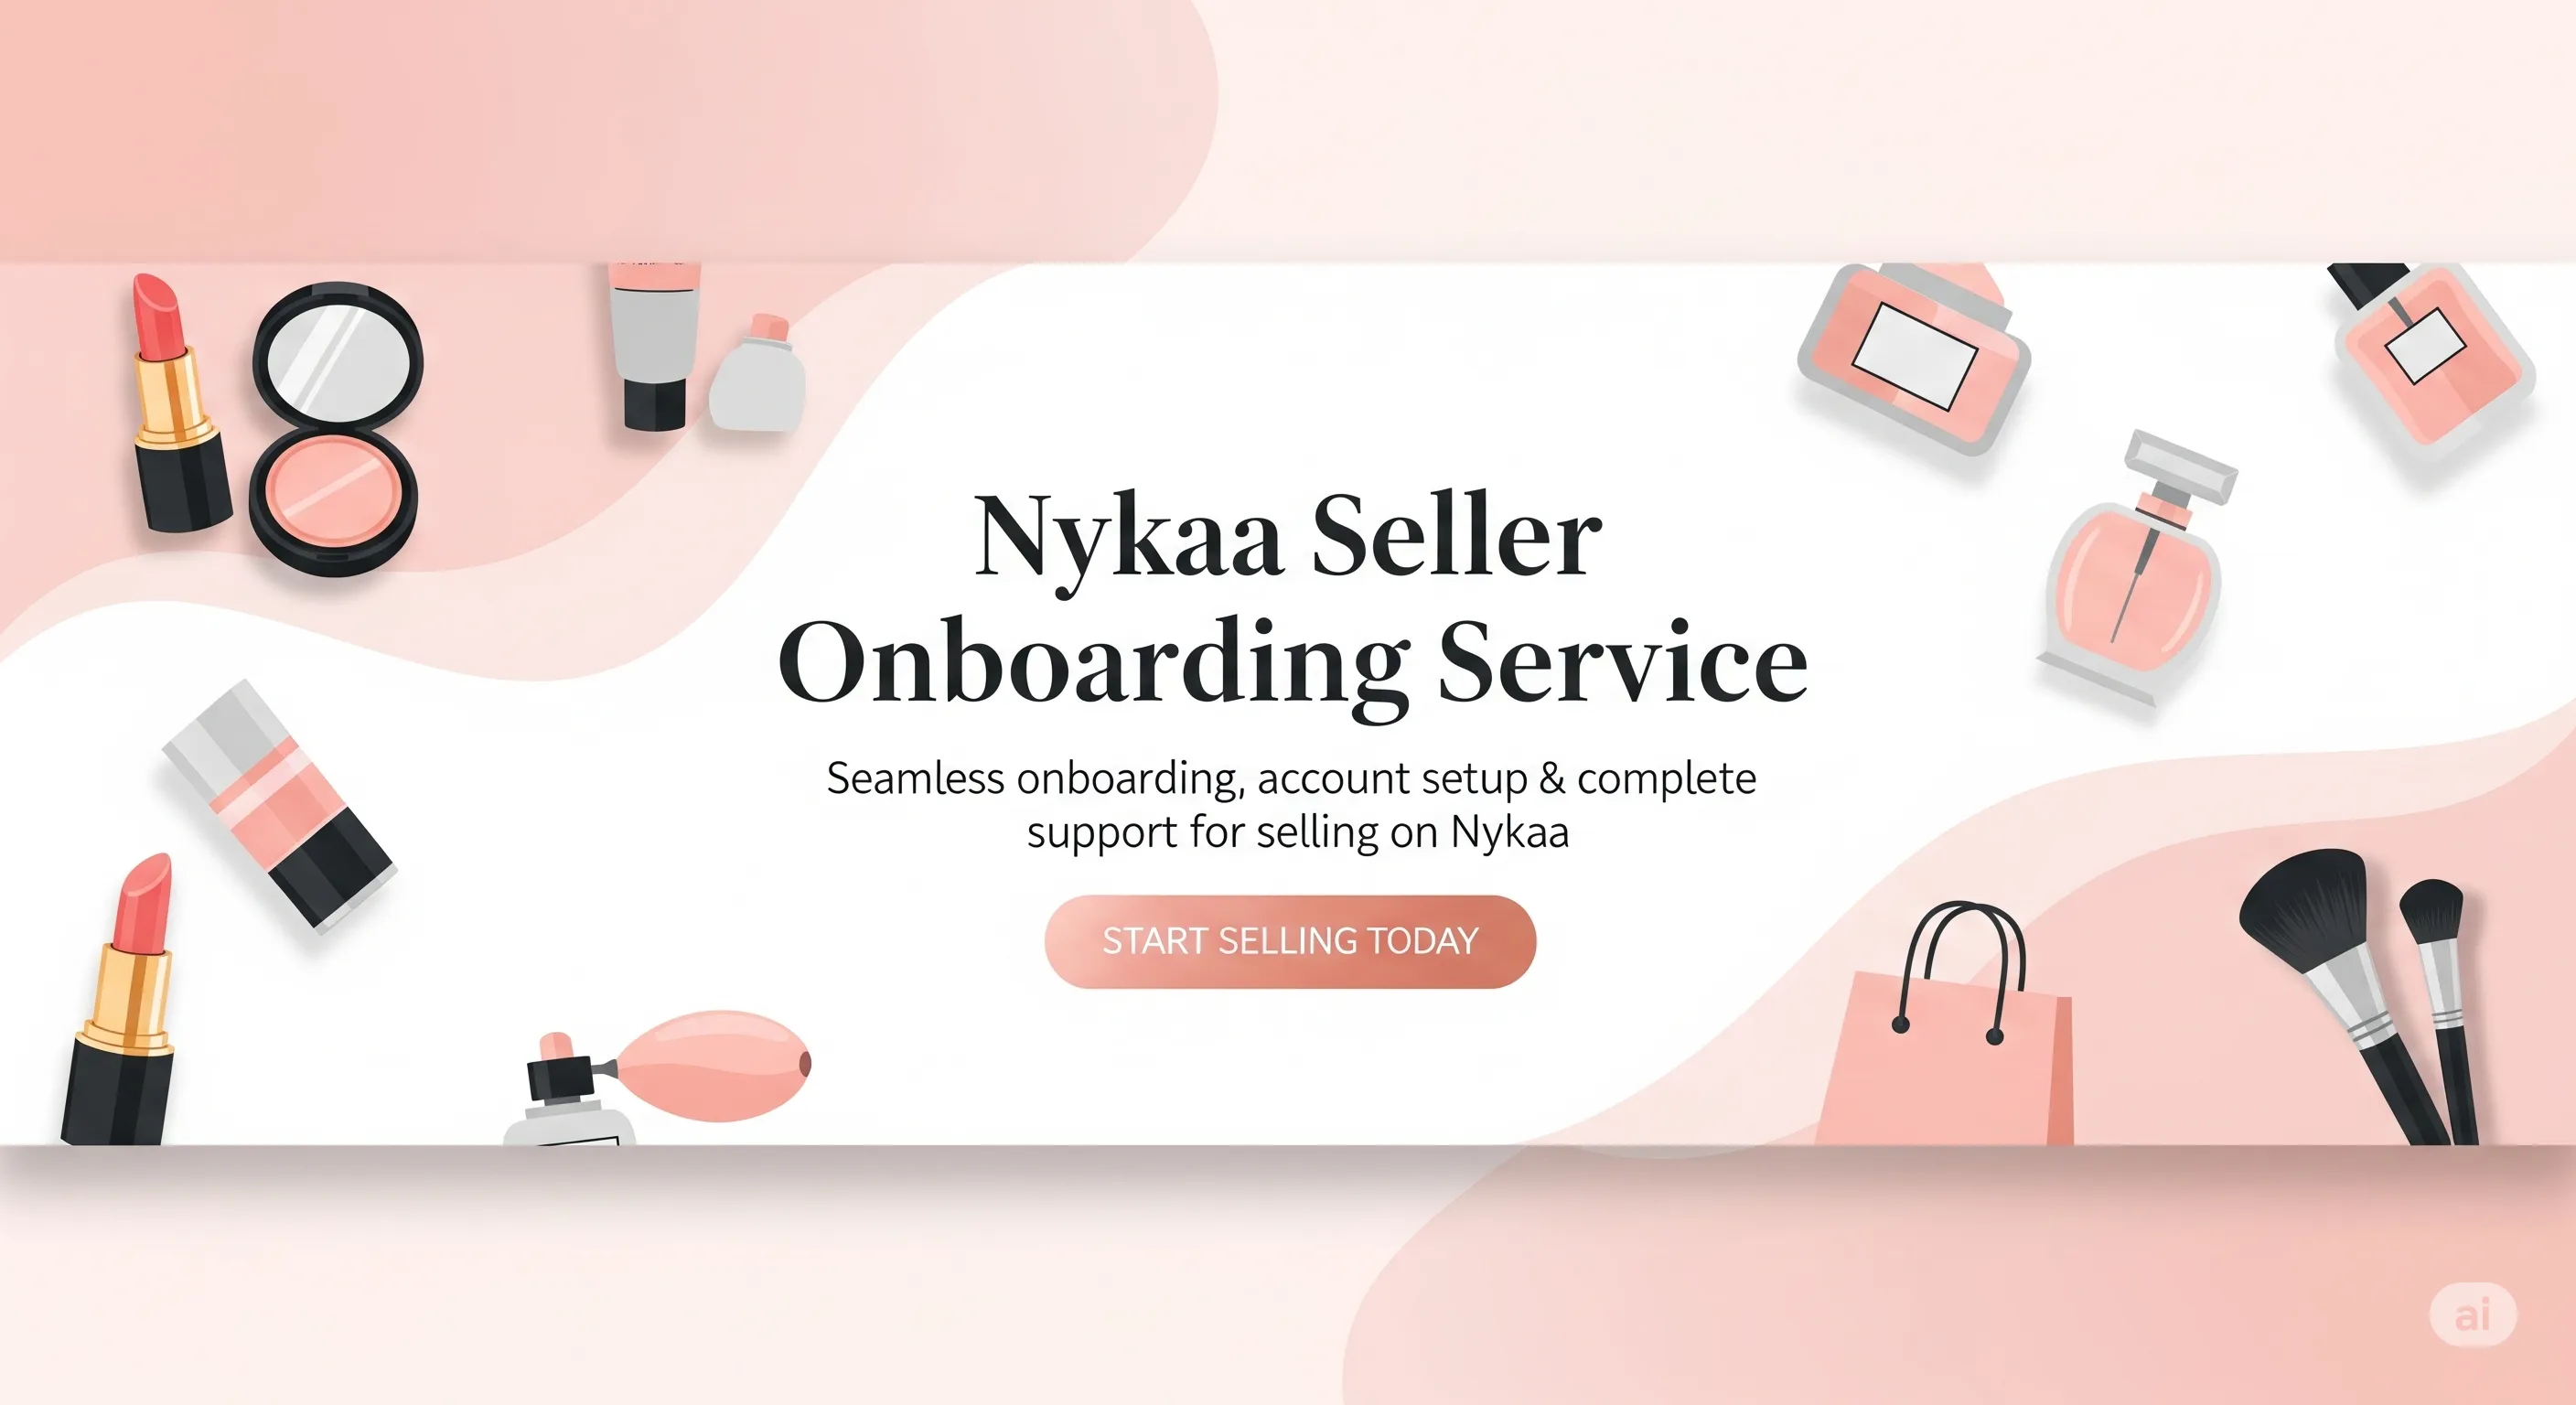 Nykaa Seller
Onboarding Service
Seamless onboarding, account setup & complete
support for selling on Nykaa
START SELLING TODAY
ai